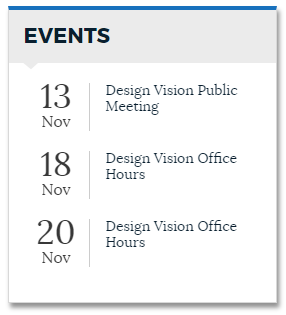 EVENTS
13
Nov
Design Vision Public
Meeting
18
Nov
Design Vision Office
Hours
20
Nov
Design Vision Office
Hours